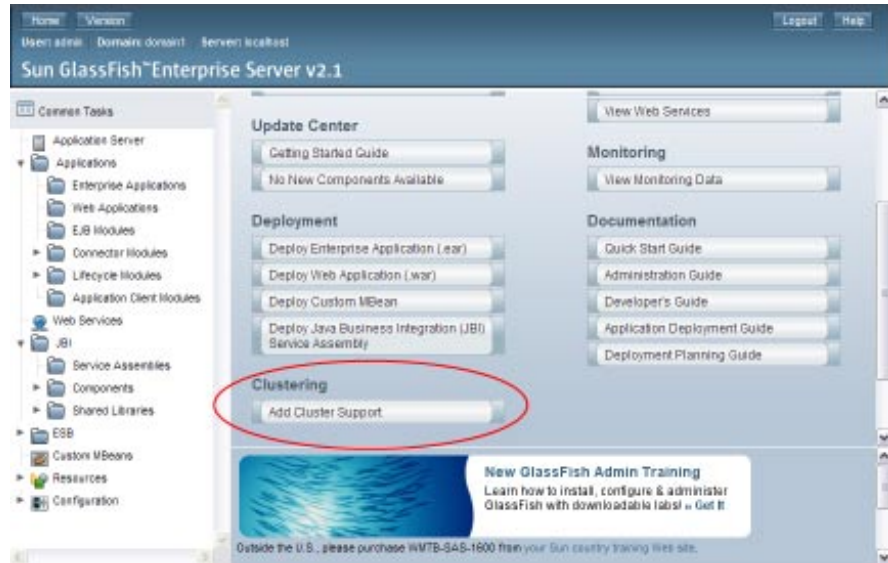 Home Version Logout Help
User: admin Domain: domain1 Server: localhost
Sun GlassFish™ Enterprise Server v2.1
Common Tasks
Application Server
Applications
Enterprise Applications
Web Applications
EJB Modules
Connector Modules
Lifecycle Modules
Application Client Modules
Web Services
JBI
Service Assemblies
Components
Shared Libraries
ESB
Custom MBeans
Resources
Configuration
Update Center
Getting Started Guide
No New Components Available
Deployment
Deploy Enterprise Application (.ear)
Deploy Web Application (.war)
Deploy Custom MBean
Deploy Java Business Integration (JBI)
Service Assembly
Clustering
Add Cluster Support
View Web Services
Monitoring
View Monitoring Data
Documentation
Quick Start Guide
Administration Guide
Developer's Guide
Application Deployment Guide
Deployment Planning Guide
New GlassFish Admin Training
Learn how to install, configure & administer
GlassFish with downloadable labs! » Get It
Outside the U.S., please purchase WMTB-SAS-1600 from your Sun country training Web site.